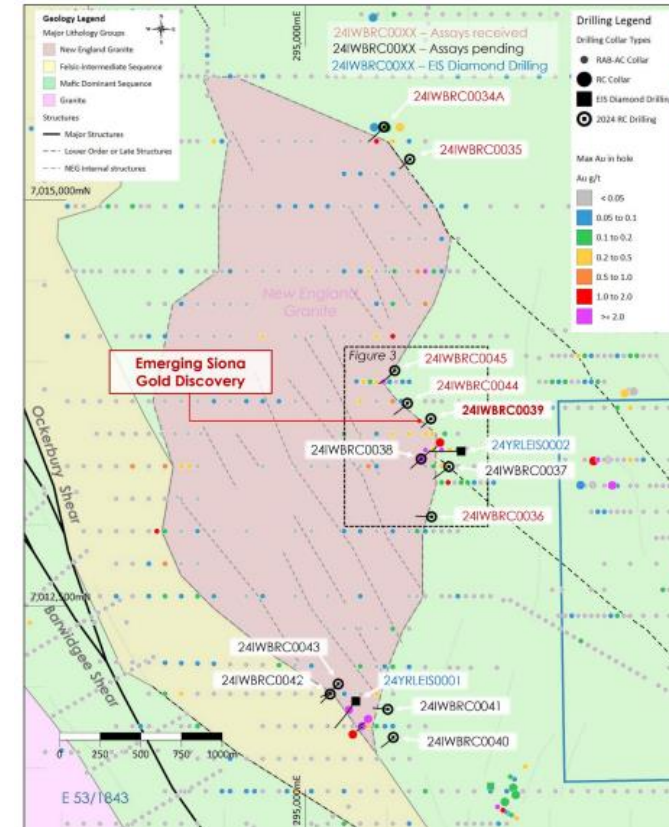 Geology Legend
Major Lithology Groups
New England Granite
Felsic-Intermediate Sequence
Mafic Dominant Sequence
Granite
Structures
Major Structures
Lower Order or Late Structures
NEG Internal structures
295,000mE
24IWBRC00XX – Assays received
24IWBRC00XX – Assays pending
24IWBRC00XX – EIS Diamond Drilling
Drilling Legend
Drilling Collar Types
RAB-AC Collar
RC Collar
EIS Diamond Drilling
2024 RC Drilling
Max Au in hole
Au g/t
< 0.05
0.05 to 0.1
0.1 to 0.2
0.2 to 0.5
0.5 to 1.0
1.0 to 2.0
>= 2.0
24IWBRC0034A
24IWBRC0035
7,015,000mN
New England
Granite
Figure 3
Emerging Siona
Gold Discovery
24IWBRC0045
24IWBRC0044
24IWBRC0039
24IWBRC0038
24YRLEIS0002
24IWBRC0037
24IWBRC0036
Ockerbury Shear
7,012,500mN
Barwidgee Shear
24IWBRC0043
24IWBRC0042
24YRLEIS0001
24IWBRC0041
24IWBRC0040
0 250 500 750 1000m
E 53/1843
295,000mE